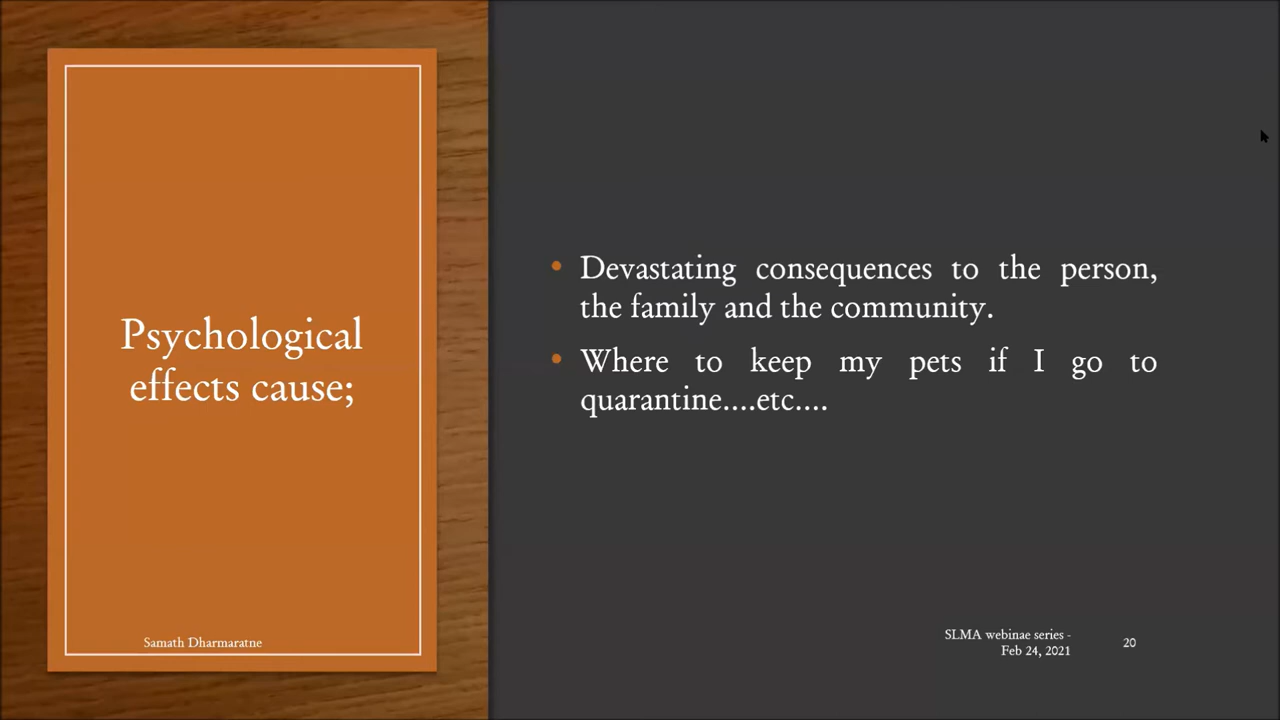 Psychological
effects cause;
Devastating consequences to the person,
the family and the community.
Where to keep my pets if I go to
quarantine....etc....
Samath Dharmaratne
SLMA webinae series -
Feb 24, 2021
20